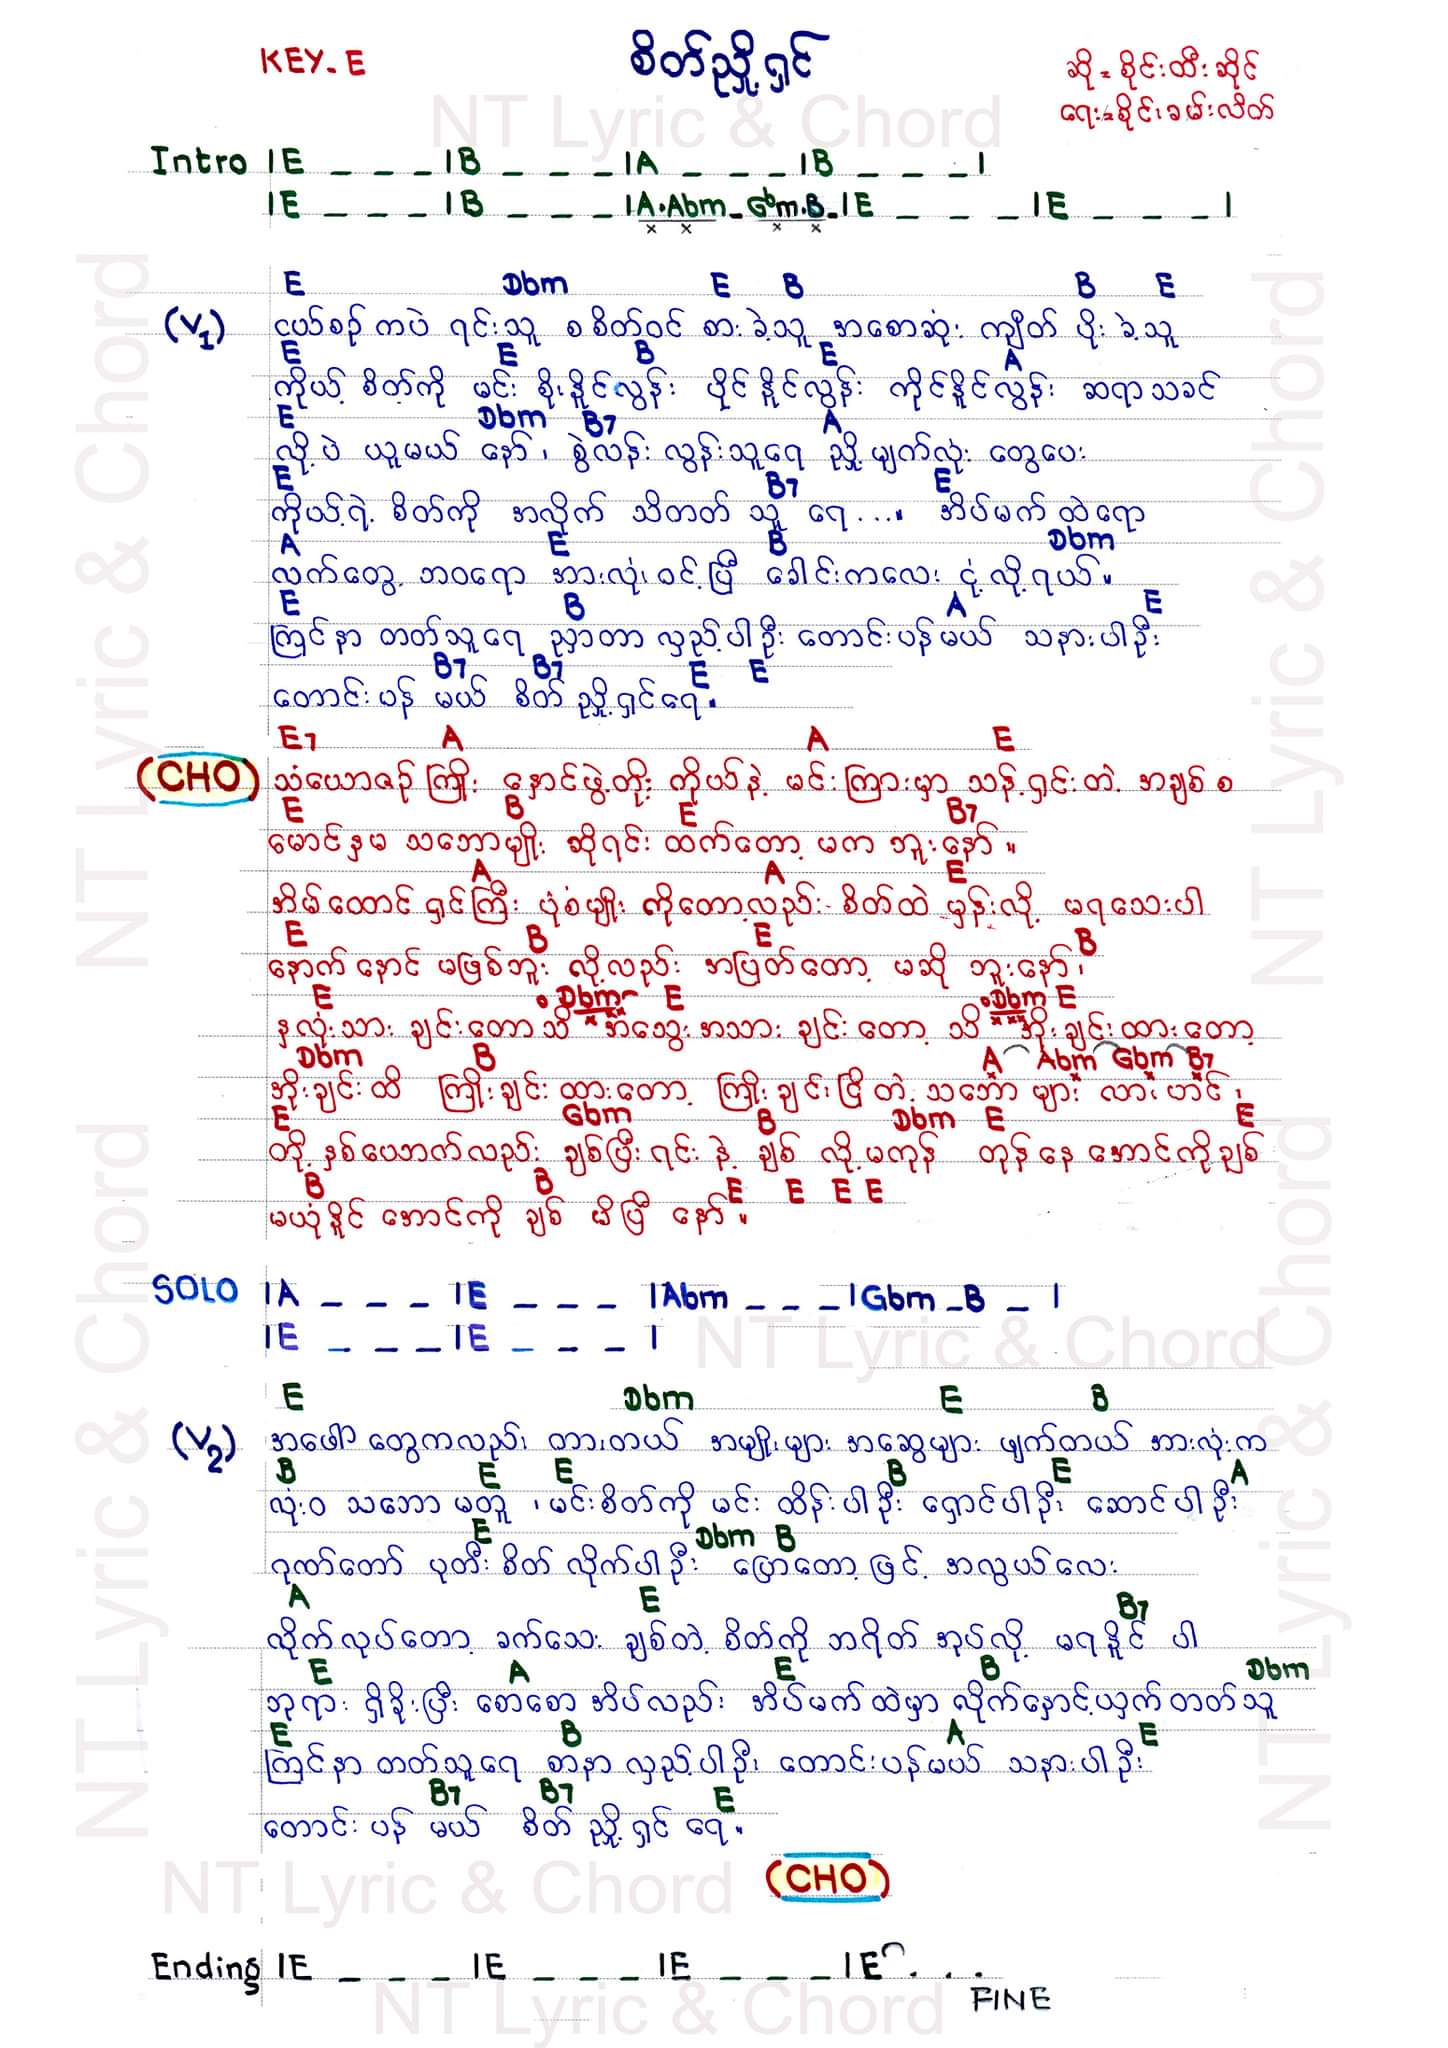 KEY-E
စိတ်ညှို့ရှင်
ဆို = စိုင်းထီးဆိုင်
ရေး = စိုင်းခမ်းလိတ်
NT Lyric & Chord
Intro |E _ _ _ |B _ _ _ |A _ _ _ |B _ _ _ |
|E _ _ _ |B _ _ _ |A.Abm _ Gbm.B _ |E _ _ _ |E _ _ _ |
x x x x
E Dbm E B B E
(V1) ငယ်စဉ် ကပဲ ရင်းသူ စ စိတ်ဝင် စားခဲ့သူ အစောဆုံး ကျိတ် ပိုးခဲ့သူ
E E B E A
ကိုယ့် စိတ်ကို မင်း စိုးနိူင်လွန်း ပိုင်နိူင်လွန်း ကိုင်နိူင်လွန်း ဆရာသခင်
E Dbm B7 A
လို့ပဲ ယူမယ် နော်၊ စွဲလန်း လွန်းသူရေ ညှို့မျက်လုံး တွေပေး
E B7 E
ကိုယ့်ရဲ့ စိတ်ကို အလိုက် သိတတ် သူ ရေ...။ အိပ်မက် ထဲရော
A E B Dbm
လက်တွေ့ ဘဝရော အားလုံး ဝင့်ပြီ ခေါင်းကလေး ငုံ့လို့ရယ်။
E B A E
ကြင်နာ တတ်သူရေ ညှာတာ လှည့်ပါဦး တောင်းပန်မယ် သနားပါဦး
B7 B7 E E
တောင်းပန် မယ် စိတ် ညှို့ရှင်ရေ။
E7 A A E
(CHO) သံယောဇဉ် ကြိုး နှောင်ဖွဲ့တိုး ကိုယ်နဲ့ မင်းကြားမှာ သန့်ရှင်းတဲ့ အချစ် စ
E B E B7
မောင်နှမ သဘောမျိုး ဆိုရင်း ထက်တော့ မက ဘူးနော်။
A A E
အိမ်ထောင် ရှင်ကြီး ပုံစံမျိုး ကိုတော့လည်း စိတ်ထဲ မှန်းလို့ မရသေးပါ
E B E B
နောက်နောင် မဖြစ်ဘူး လို့လည်း အပြတ်တော့ မဆို ဘူးနော်၊
E Dbm E Dbm E
နှလုံးသား ချင်းတောသိ အသွေးအသား ချင်းတော့ သိ အိုးချင်းထားတော့
Dbm B A Abm Gbm B7
အိုးချင်းထိ ကြိုးချင်းထားတော့ ကြိုးချင်းငြိတဲ့ သဘော များ လားဟင်၊
E Gbm B Dbm E E
တို့နှစ်ယောက်လည်း ချစ်ပြီးရင်း နဲ့ ချစ် လို့မကုန် တုန်နေအောင်ကိုချစ်
B B E E E E
မယုံနိူင် အောင်ကို ချစ် မိပြီ နော်။
SOLO |A _ _ _ |E _ _ _ |Abm _ _ _ |Gbm _ B _ |
|E _ _ _ |E _ _ _ |
E Dbm E B
(V2) အဖေါ်တွေကလည်း တားတယ် အမျိုးများ အဆွေများ ဖျက်တယ် အားလုံးက
B E E B E A
လုံးဝ သဘော မတူ၊ မင်းစိတ်ကို မင်း ထိန်းပါဦး ရှောင်ပါဦး ဆောင်ပါဦး
E Dbm B
ဂုဏ်တော် ပုတီးစိတ် လိုက်ပါဦး ပြောတော့ဖြင့် အလွယ်လေး
A E B7
လိုက်လုပ်တော့ ခက်သေး ချစ်တဲ့စိတ်ကို ဘရိတ် အုပ်လို့ မရနိူင် ပါ
E A E B Dbm
ဘုရား ရှိခိုးပြီး စောစောအိပ်လည်း အိပ်မက်ထဲမှာ လိုက်နှောင့်ယှက်တတ်သူ
E B A E
ကြင်နာ တတ်သူရေ စာနာ လှည့်ပါဦး တောင်းပန်မယ် သနားပါဦး
B7 B7 E
တောင်းပန် မယ် စိတ် ညှို့ရှင် ရေ။
(CHO)
Ending |E _ _ _ |E _ _ _ |E _ _ _ |E . . .
FINE